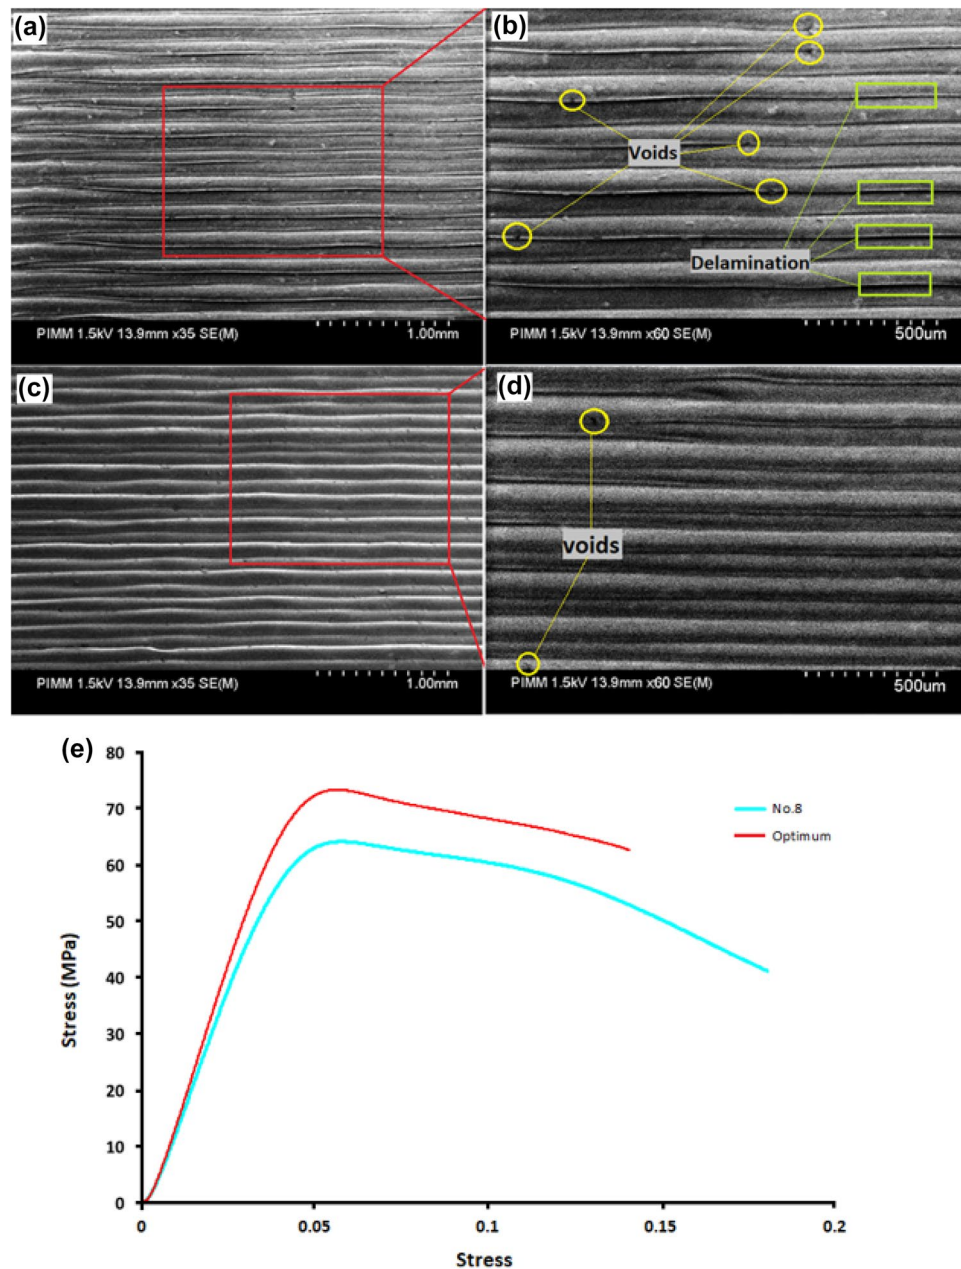 (a)
(b)
Voids
Delamination
PIMM 1.5kV 13.9mm x35 SE(M)
1.00mm
PIMM 1.5kV 13.9mm x60 SE(M)
500um
(c)
(d)
voids
PIMM 1.5kV 13.9mm x35 SE(M)
1.00mm
PIMM 1.5kV 13.9mm x60 SE(M)
500um
(e)
80
70
60
50
40
30
20
10
0
Stress (MPa)
No.8
Optimum
0
0.05
0.1
0.15
0.2
Stress